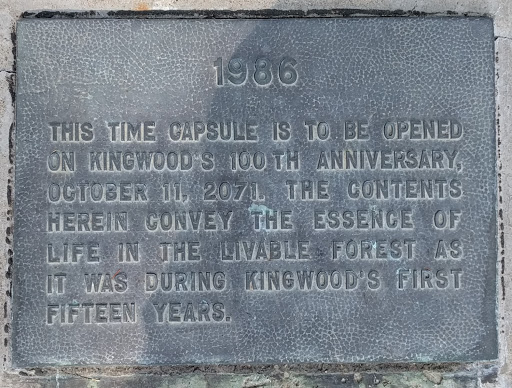 1986
THIS TIME CAPSULE IS TO BE OPENED
ON KINGWOOD'S 100TH ANNIVERSARY,
OCTOBER 11, 2071. THE CONTENTS
HEREIN CONVEY THE ESSENCE OF
LIFE IN THE LIVABLE FOREST AS
IT WAS DURING KINGWOOD'S FIRST
FIFTEEN YEARS.